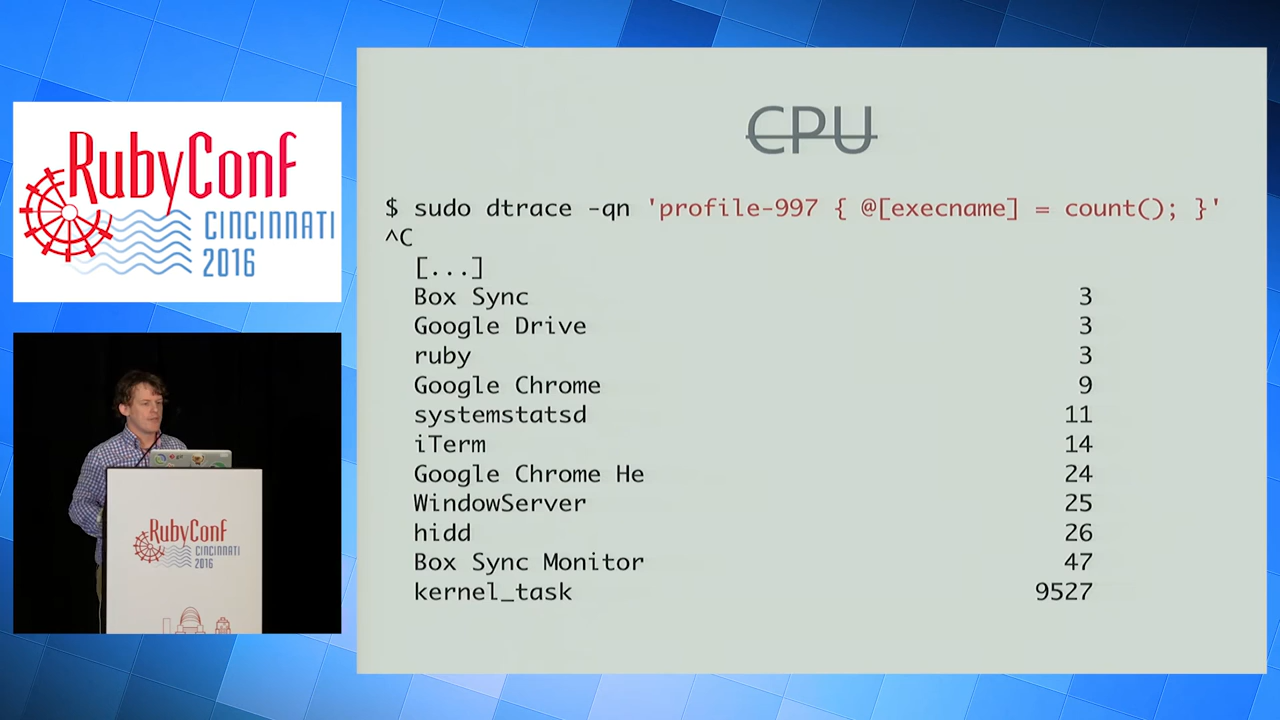 RubyConf
CINCINNATI
2016
CPU
$ sudo dtrace -qn 'profile-997 { @[execname] = count(); }'
^C
[...]
Box Sync 3
Google Drive 3
ruby 3
Google Chrome 9
systemstatsd 11
iTerm 14
Google Chrome He 24
WindowServer 25
hidd 26
Box Sync Monitor 47
kernel_task 9527
RubyConf
CINCINNATI
2016